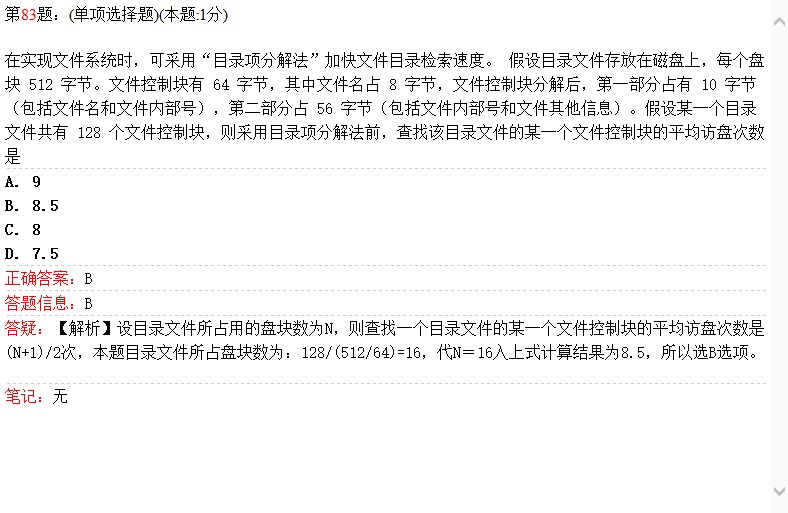 第83题：(单项选择题)(本题:1分)
在实现文件系统时，可采用“目录项分解法”加快文件目录检索速度。 假设目录文件存放在磁盘上，每个盘
块 512 字节。文件控制块有 64 字节，其中文件名占 8 字节，文件控制块分解后，第一部分占有 10 字节
（包括文件名和文件内部号），第二部分占 56 字节（包括文件内部号和文件其他信息）。假设某一个目录
文件共有 128 个文件控制块，则采用目录项分解法前，查找该目录文件的某一个文件控制块的平均访盘次数
是
A. 9
B. 8.5
C. 8
D. 7.5
正确答案：B
答题信息：B
答疑：【解析】设目录文件所占用的盘块数为N，则查找一个目录文件的某一个文件控制块的平均访盘次数是
(N+1)/2次，本题目录文件所占盘块数为：128/(512/64)=16，代N＝16入上式计算结果为8.5，所以选B选项。
笔记：无